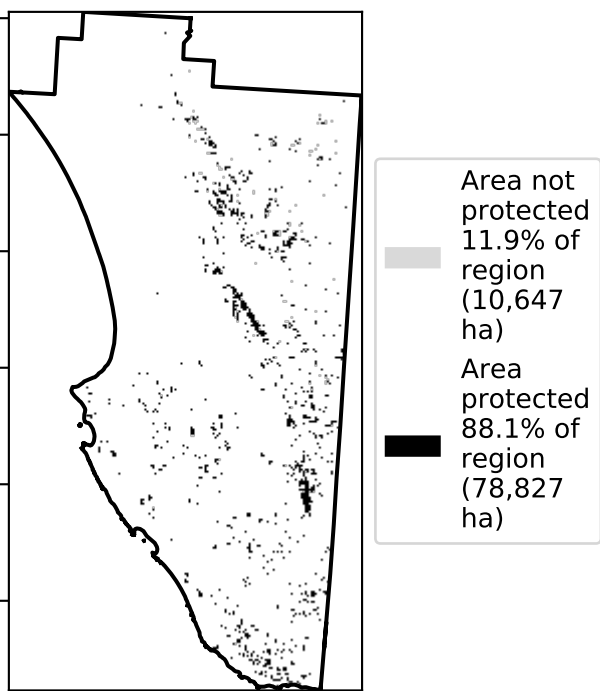 Area not
protected
11.9% of
region
(10,647
ha)
Area
protected
88.1% of
region
(78,827
ha)